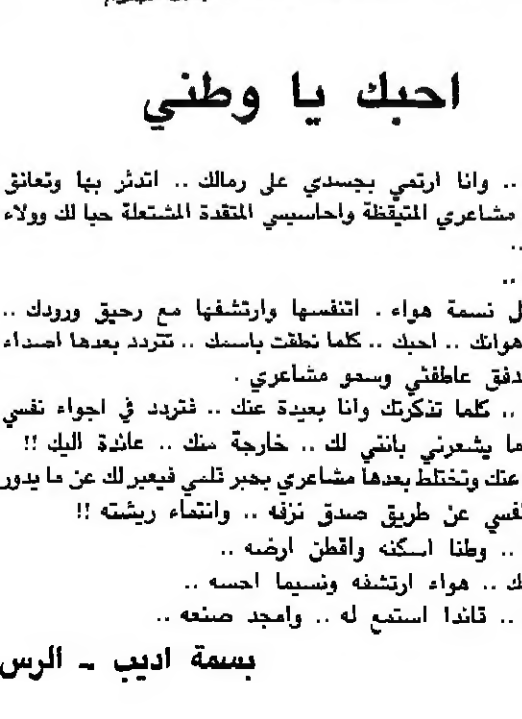 احبك يا وطني
.. وانا ارتمي بجسدي على رمالك .. اتدثر بها وتعانق
مشاعري المتيقظة واحاسيسي المتقدة المشتعلة حبا لك وولاء
..
..
ل نسمة هواء . اتنفسها وارتشفها مع رحيق ورودك ..
هوائك .. احبك .. كلما نطقت باسمك .. تتردد بعدها اصداء
دفق عاطفتي وسمو مشاعري .
.. كلما تذكرتك وانا بعيدة عنك .. فتردد في اجواء نفسي
ما يشعرني بانني لك .. خارجة منك .. عائدة اليك !!
عنك وتختلط بعدها مشاعري بحبر قلمي فيعبر لك عن ما يدور
نفسي عن طريق صدق نزفه .. وانتماء ريشته !!
.. وطنا اسكنه واقطن ارضه ..
ك .. هواء ارتشفه ونسيما احسه ..
.. قائدا استمع له .. وامجد صنعه ..
بسمة اديب - الرس